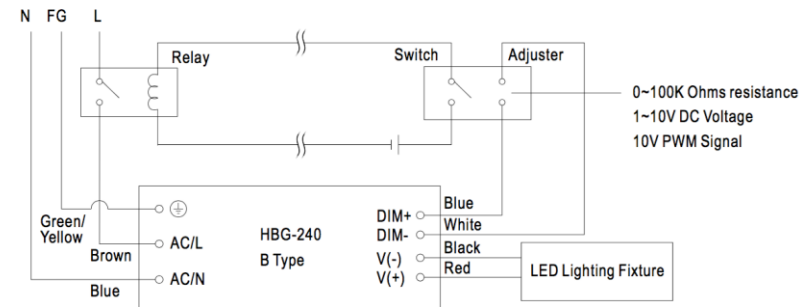 N FG L
Relay
Switch
Adjuster
0~100K Ohms resistance
1~10V DC Voltage
10V PWM Signal
Green/
Yellow
Brown
Blue
AC/L
AC/N
HBG-240
B Type
DIM+
DIM-
V(-)
V(+)
Blue
White
Black
Red
LED Lighting Fixture